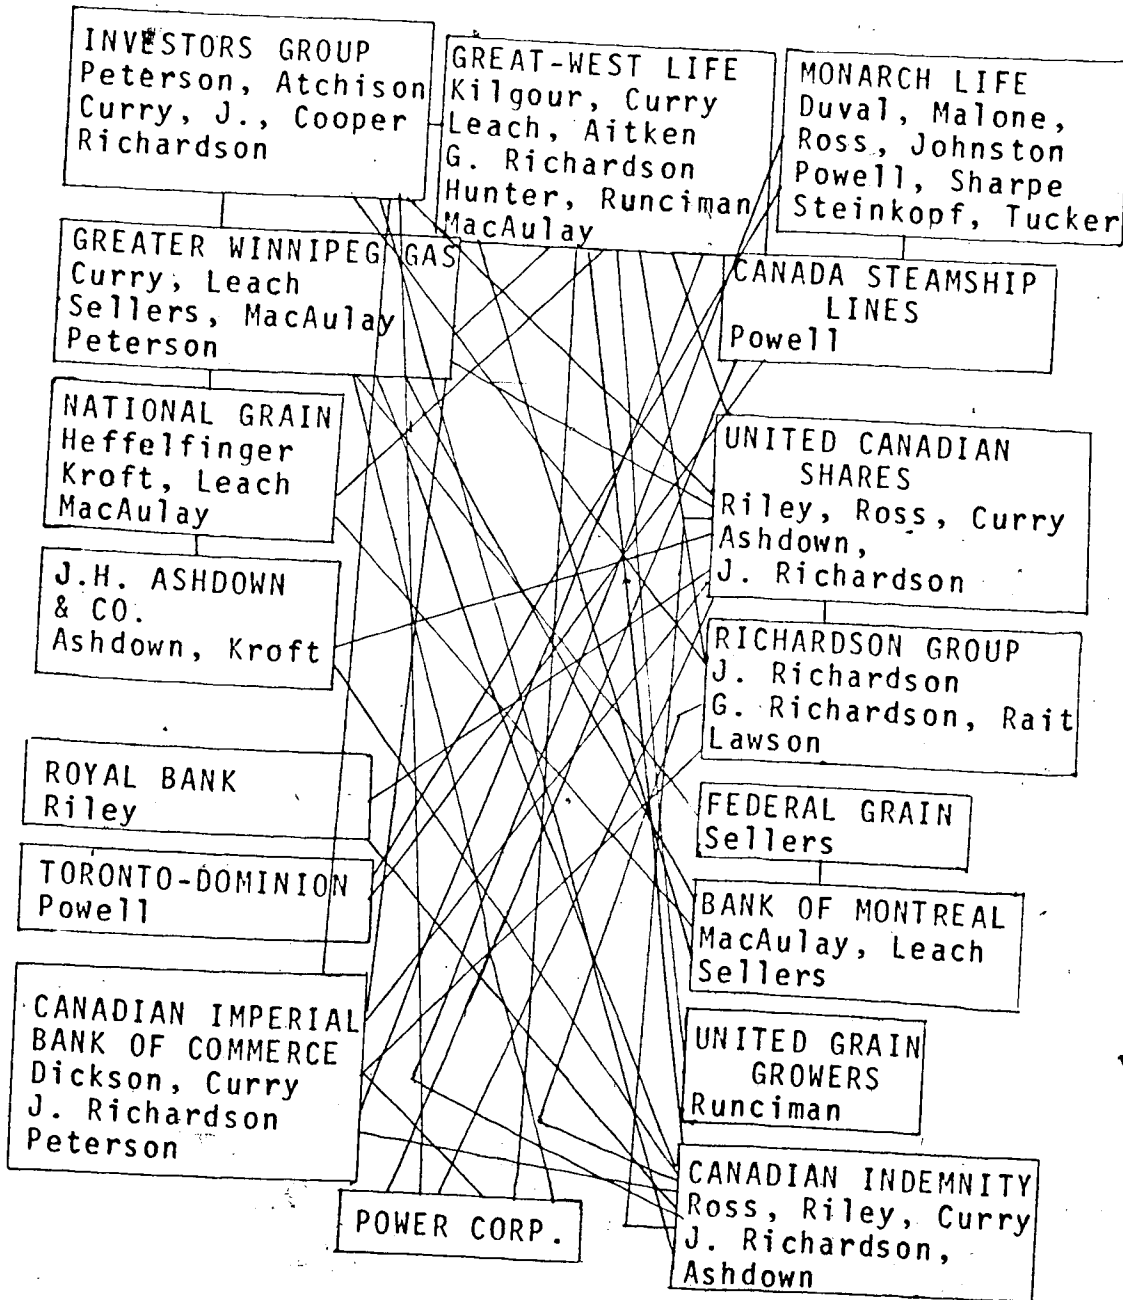 INVESTORS GROUP
Peterson, Atchison
Curry, J., Cooper
Richardson
GREAT-WEST LIFE
Kilgour, Curry
Leach, Aitken
G. Richardson
Hunter, Runciman
MacAulay
MONARCH LIFE
Duval, Malone,
Ross, Johnston
Powell, Sharpe
Steinkopf, Tucker
GREATER WINNIPEG GAS
Curry, Leach
Sellers, MacAulay
Peterson
CANADA STEAMSHIP
LINES
Powell
NATIONAL GRAIN
Heffelfinger
Kroft, Leach
MacAulay
UNITED CANADIAN
SHARES
Riley, Ross, Curry
Ashdown,
J. Richardson
J.H. ASHDOWN
& CO.
Ashdown, Kroft
RICHARDSON GROUP
J. Richardson
G. Richardson, Rait
Lawson
ROYAL BANK
Riley
FEDERAL GRAIN
Sellers
TORONTO-DOMINION
Powell
BANK OF MONTREAL
MacAulay, Leach
Sellers
CANADIAN IMPERIAL
BANK OF COMMERCE
Dickson, Curry
J. Richardson
Peterson
UNITED GRAIN
GROWERS
Runciman
POWER CORP.
CANADIAN INDEMNITY
Ross, Riley, Curry
J. Richardson,
Ashdown